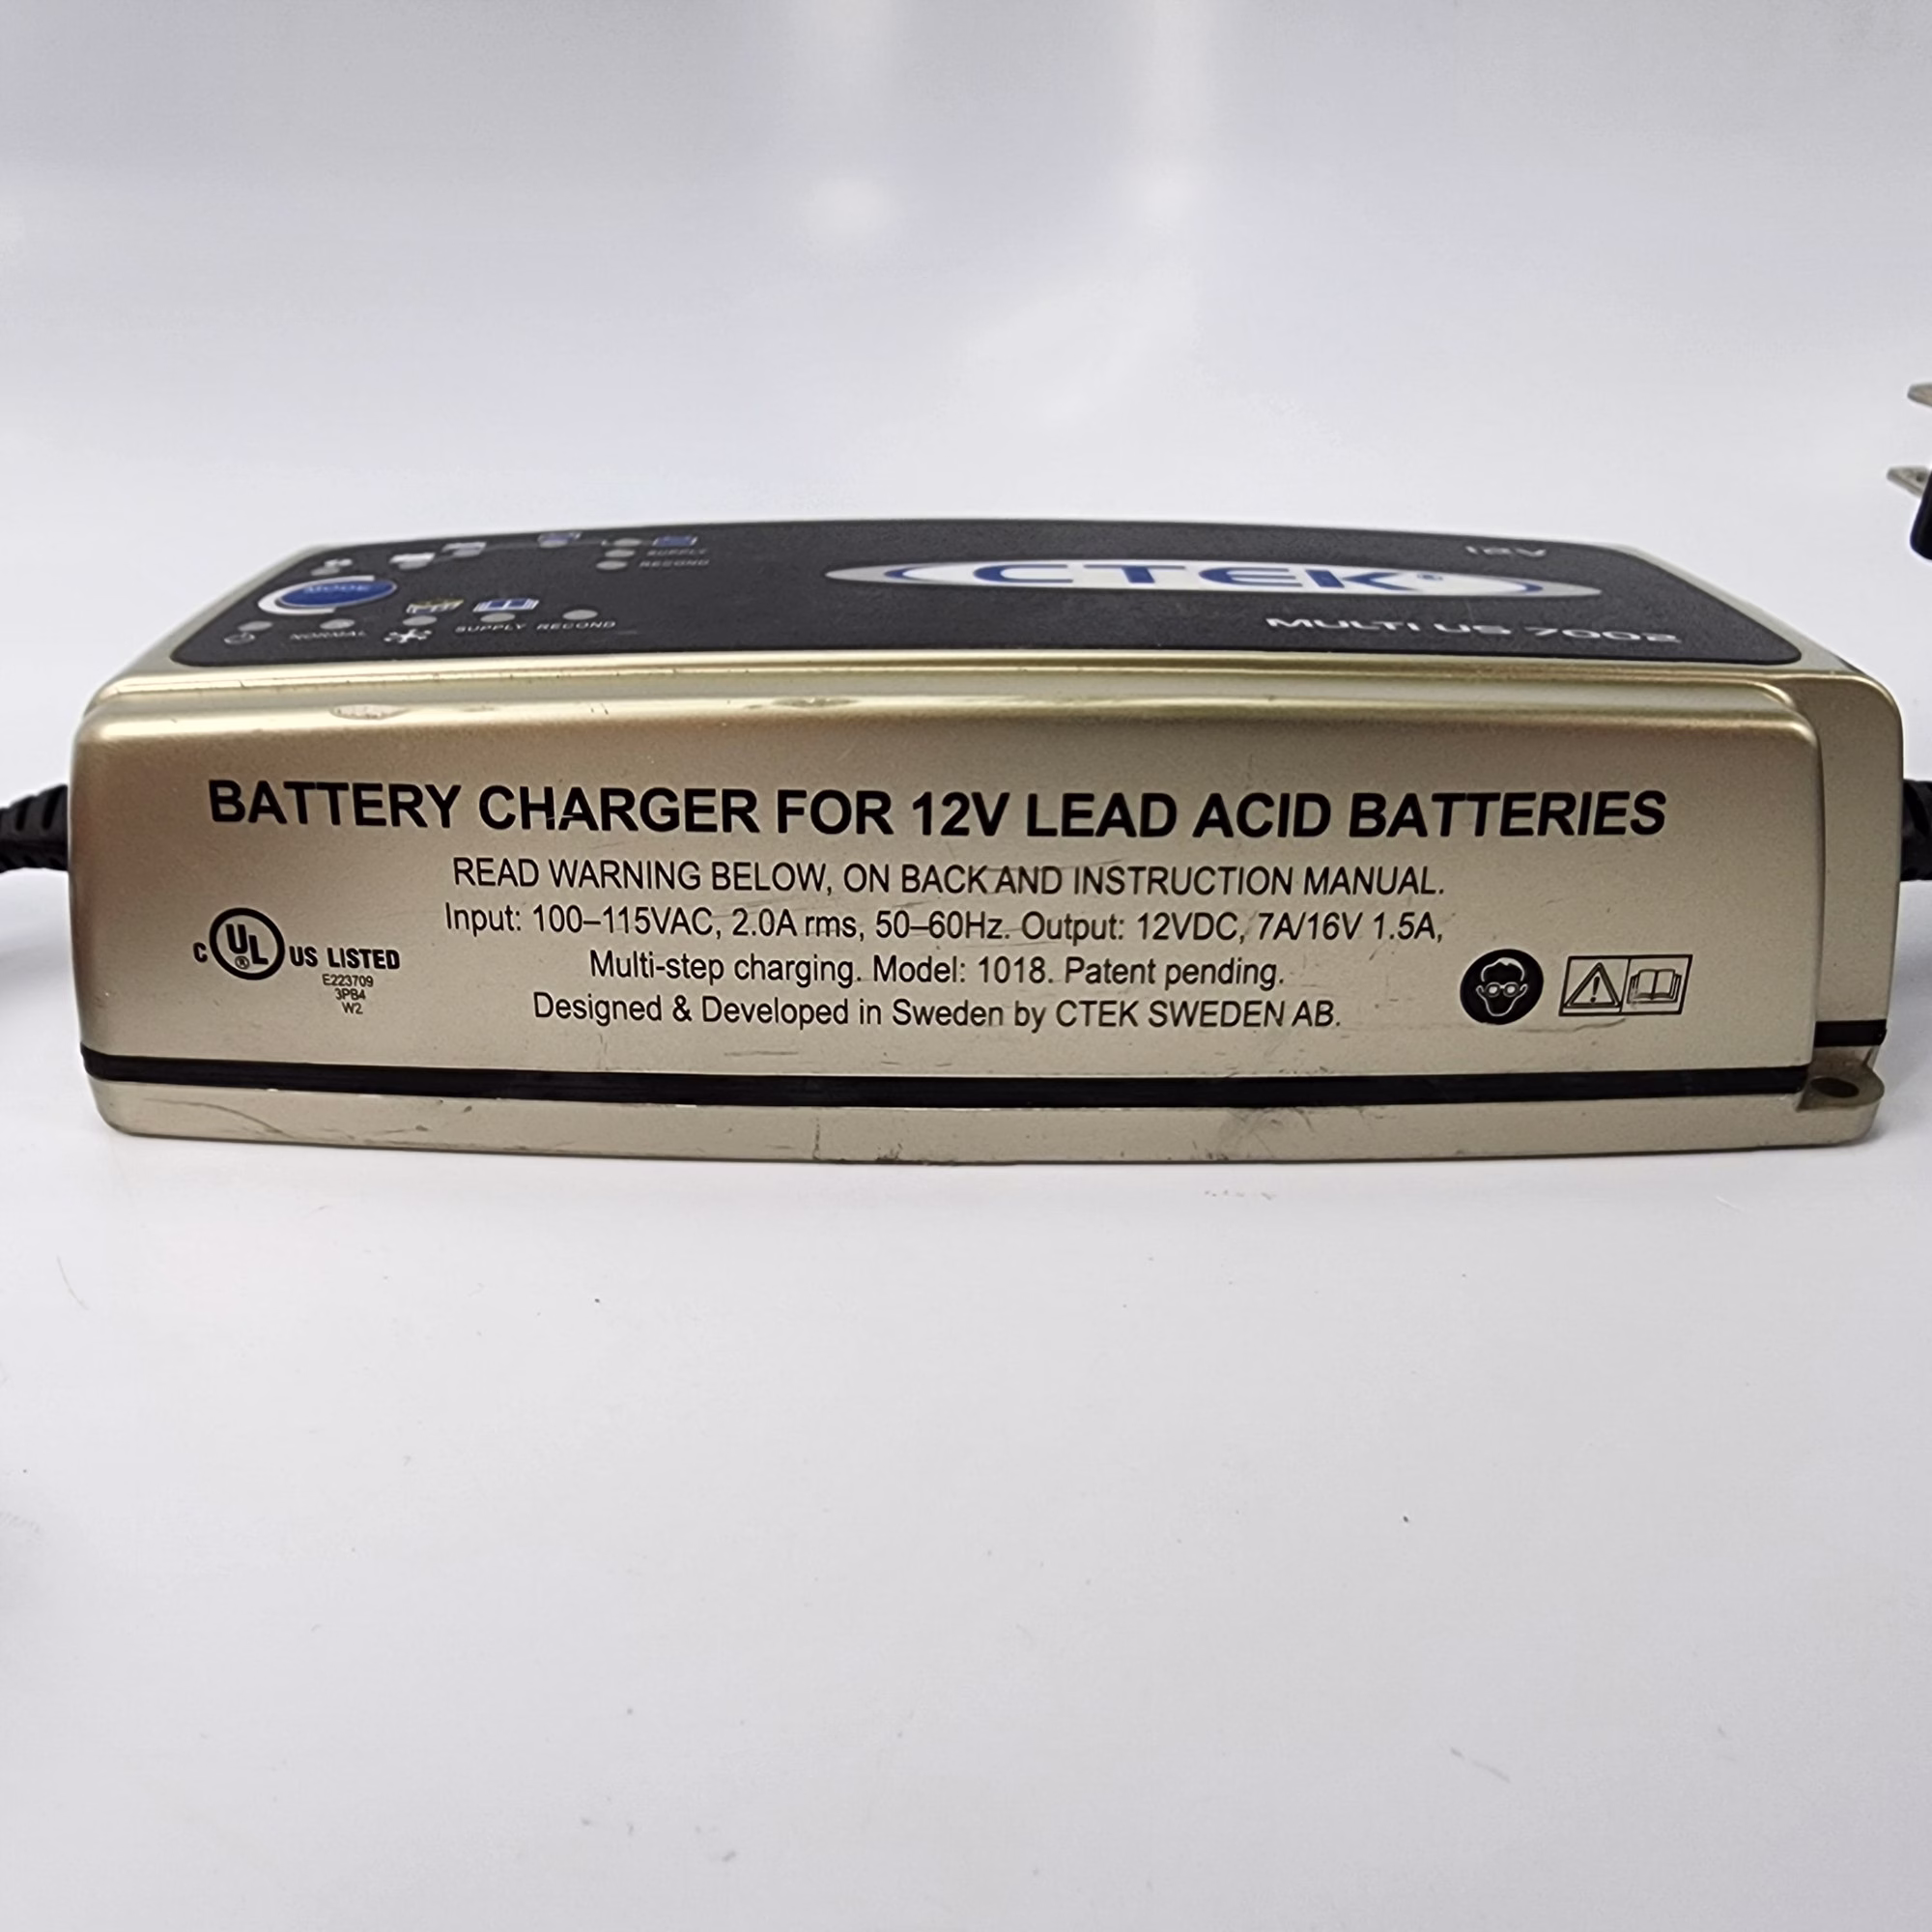 12V
SUPPLY
RECOND
CTEK®
MODE
NORMAL
SUPPLY RECOND
MULTI US 7002
BATTERY CHARGER FOR 12V LEAD ACID BATTERIES
READ WARNING BELOW, ON BACK AND INSTRUCTION MANUAL.
Input: 100–115VAC, 2.0A rms, 50–60Hz. Output: 12VDC, 7A/16V 1.5A,
Multi-step charging. Model: 1018. Patent pending.
Designed & Developed in Sweden by CTEK SWEDEN AB.
C UL® US LISTED
E223709
3PB4
W2